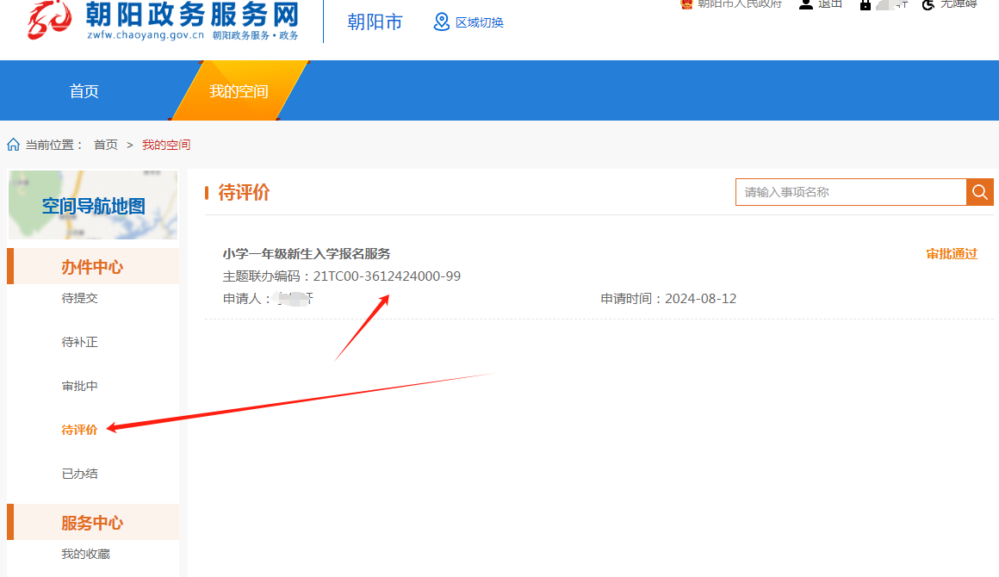 朝阳政务服务网
zwfw.chaoyang.gov.cn 朝阳政务服务·政务
朝阳市
区域切换
朝阳市人民政府 退出 无障碍
首页 我的空间
当前位置： 首页 > 我的空间
空间导航地图
办件中心
待提交
待补正
审批中
待评价
已办结
服务中心
我的收藏
待评价
请输入事项名称
小学一年级新生入学报名服务 审批通过
主题联办编码：21TC00-3612424000-99
申请人： 申请时间：2024-08-12